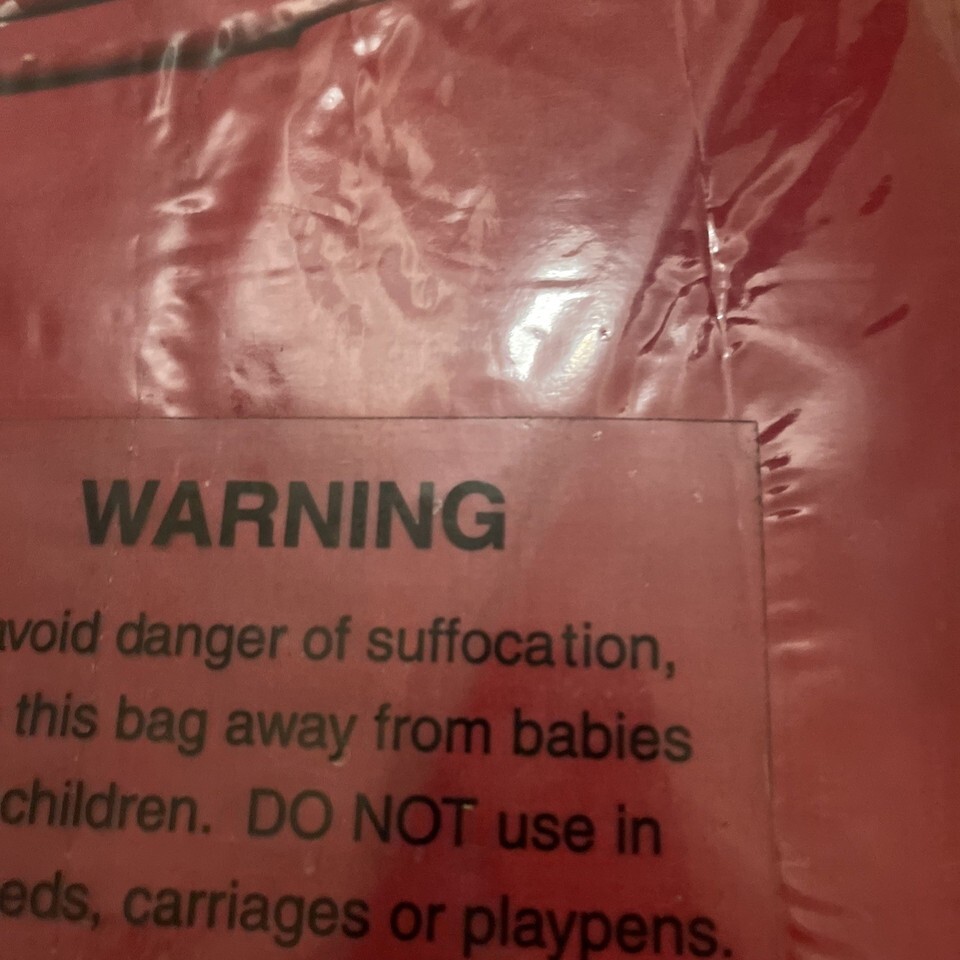 WARNING
avoid danger of suffocation,
this bag away from babies
children. DO NOT use in
eds, carriages or playpens.